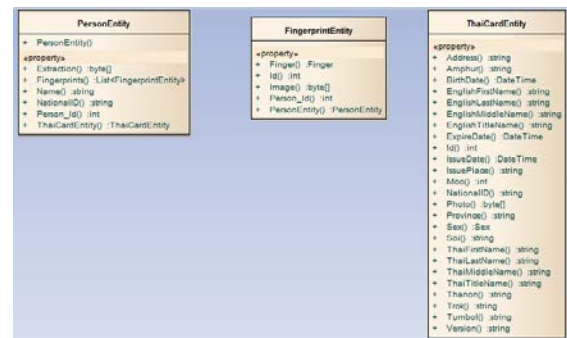 PersonEntity
+ PersonEntity()
«property»
+ Extraction() :byte[]
+ Fingerprints() :List<FingerprintEntity>
+ Name() :string
+ NationalID() :string
+ Person_Id() :int
+ ThaiCardEntity() :ThaiCardEntity
FingerprintEntity
«property»
+ Finger() :Finger
+ Id() :int
+ Image() :byte[]
+ Person_Id() :int
+ PersonEntity() :PersonEntity
ThaiCardEntity
«property»
+ Address() :string
+ Amphur() :string
+ BirthDate() :DateTime
+ EnglishFirstName() :string
+ EnglishLastName() :string
+ EnglishMiddleName() :string
+ EnglishTitleName() :string
+ ExpireDate() :DateTime
+ Id() :int
+ IssueDate() :DateTime
+ IssuePlace() :string
+ Moo() :int
+ NationalID() :string
+ Photo() :byte[]
+ Province() :string
+ Sex() :Sex
+ Soi() :string
+ ThaiFirstName() :string
+ ThaiLastName() :string
+ ThaiMiddleName() :string
+ ThaiTitleName() :string
+ Thanon() :string
+ Trok() :string
+ Tumbol() :string
+ Version() :string